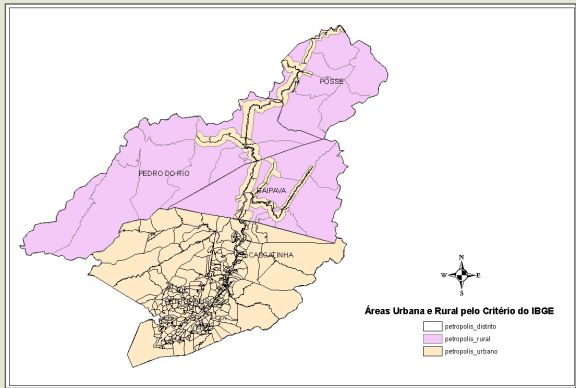 POSSE
PEDRO DO RIO
ITAIPAVA
CASCATINHA
N
W E
S
Áreas Urbana e Rural pelo Critério do IBGE
petropolis_distrito
petropolis_rural
petropolis_urbano